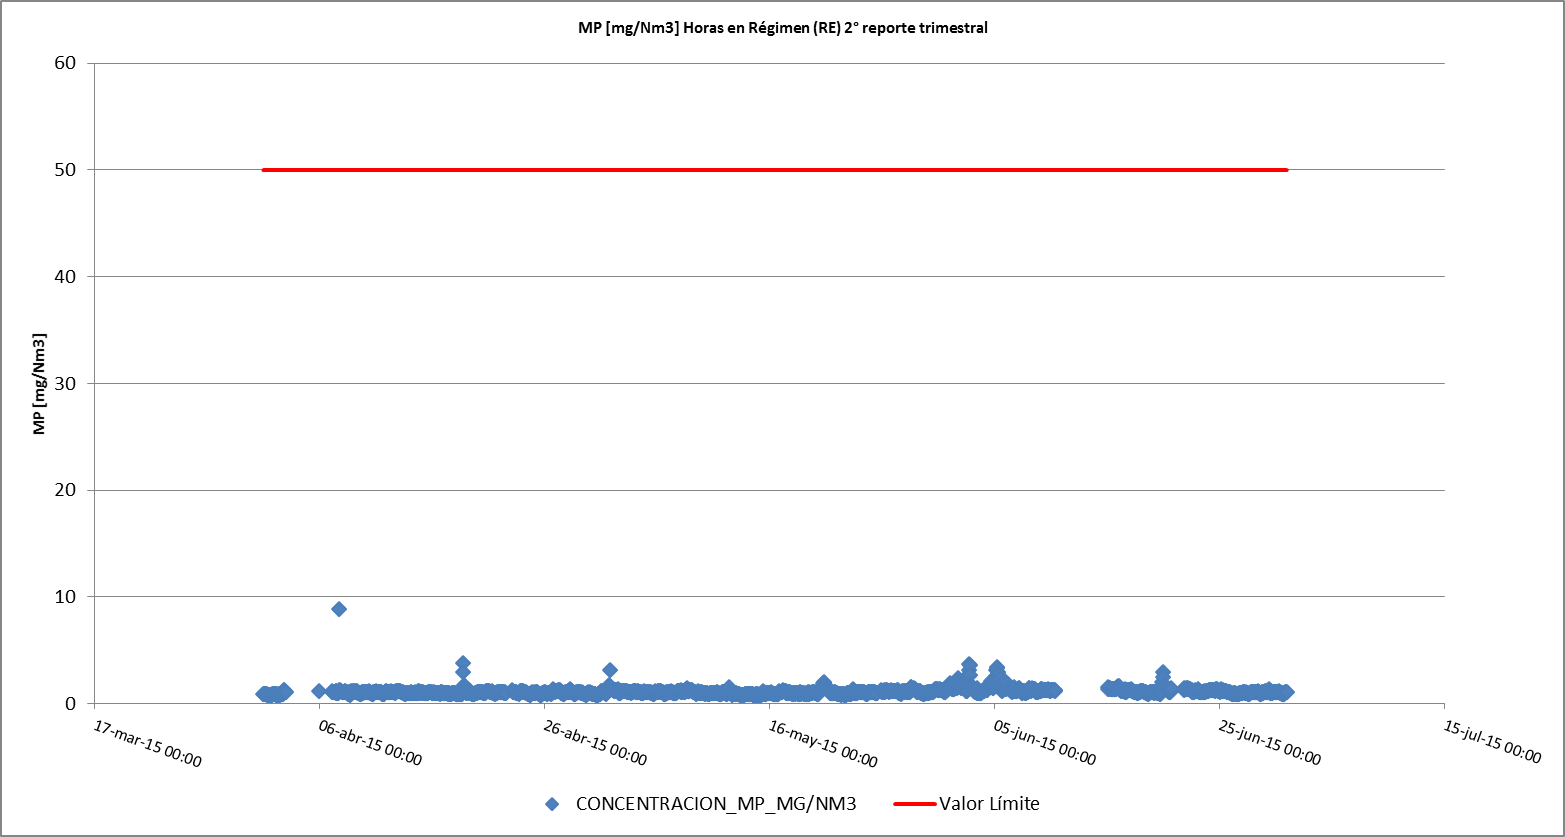 MP [mg/Nm3] Horas en Régimen (RE) 2° reporte trimestral
60
50
40
30
20
10
0
MP [mg/Nm3]
17-mar-15 00:00
06-abr-15 00:00
26-abr-15 00:00
16-may-15 00:00
05-jun-15 00:00
25-jun-15 00:00
15-jul-15 00:00
CONCENTRACION_MP_MG/NM3
Valor Límite